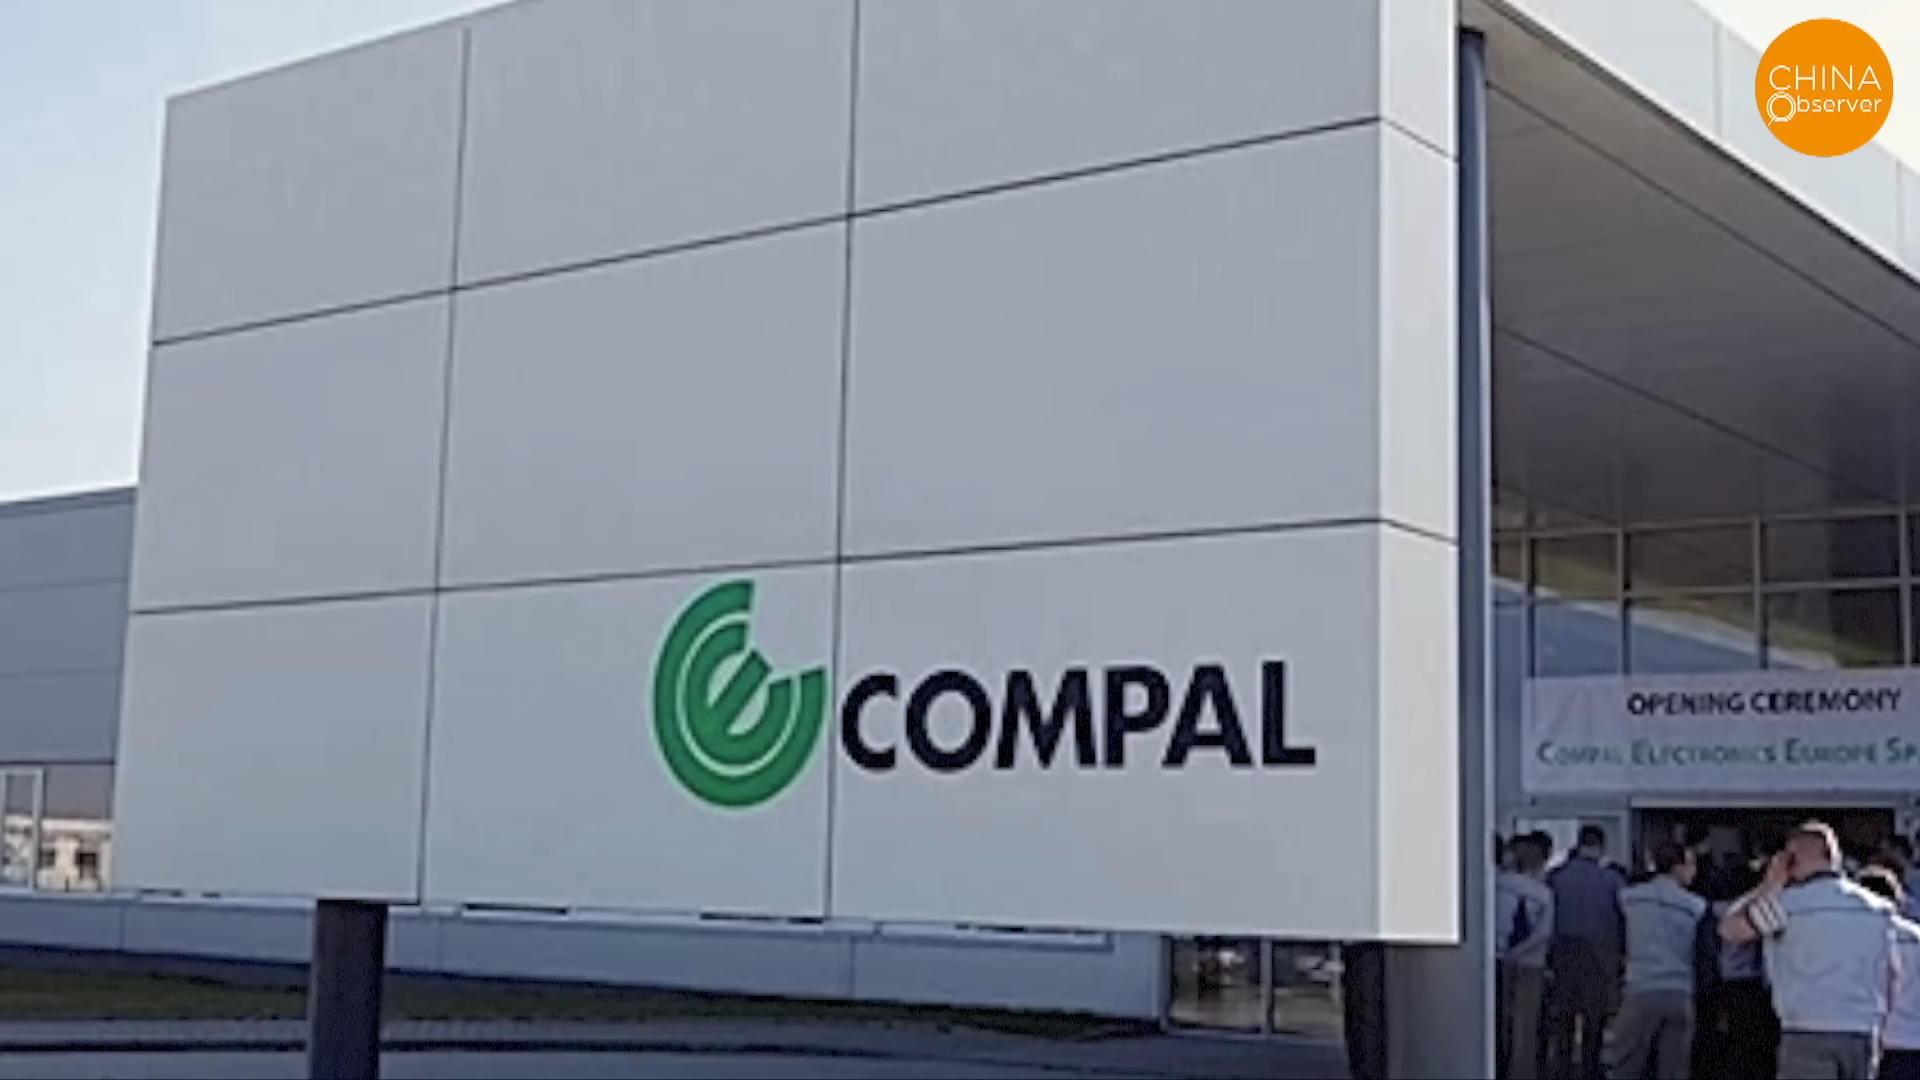 CHINA
Observer
COMPAL
OPENING CEREMONY
COMPAL ELECTRONICS EUROPE